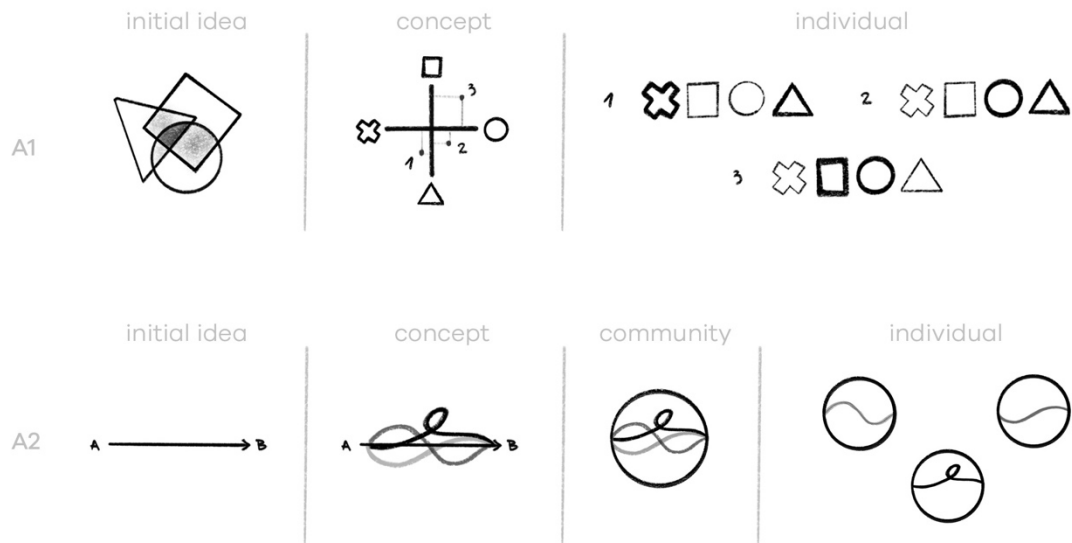 initial idea
concept
individual
A1
3
1
2
1
2
3
initial idea
concept
community
individual
A2
A
B
A
B